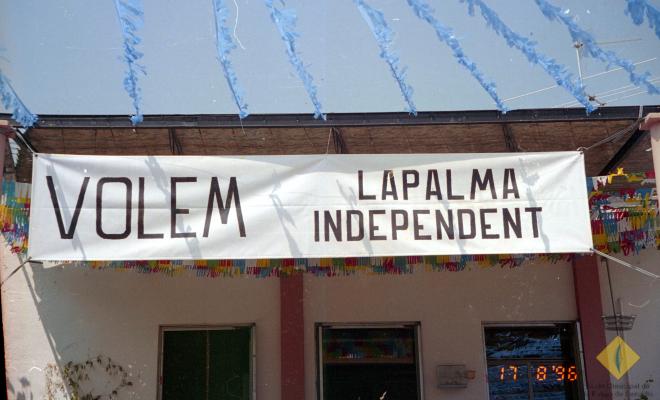 VOLEM
LAPALMA
INDEPENDENT
17 8'96